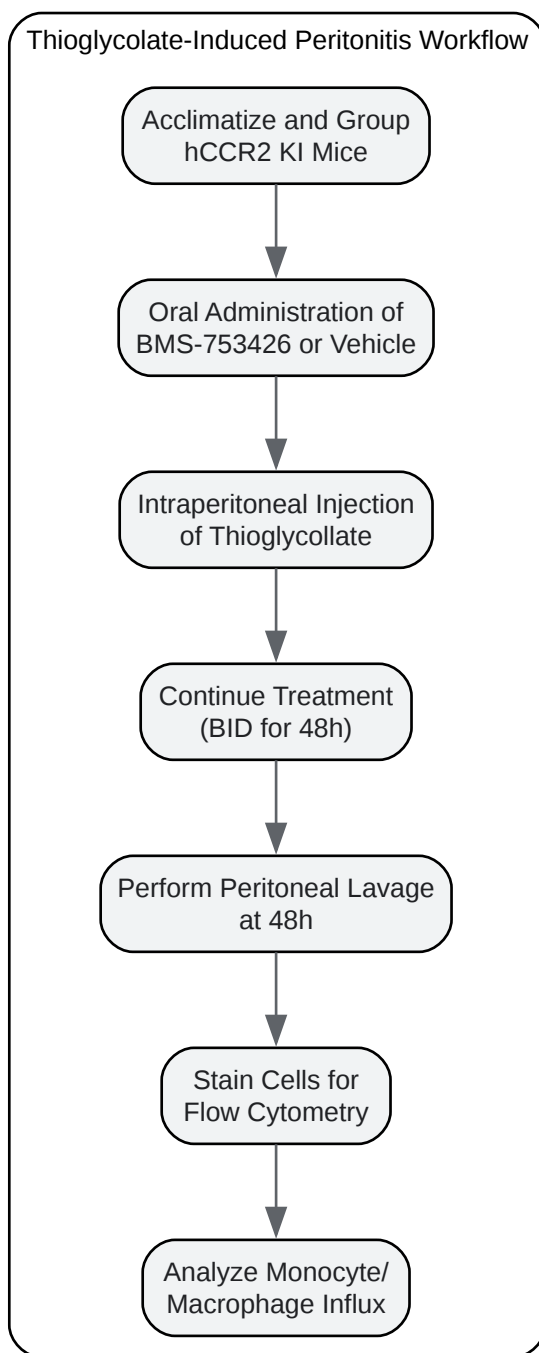 Thioglycolate-Induced Peritonitis Workflow
Acclimatize and Group
hCCR2 KI Mice
Oral Administration of
BMS-753426 or Vehicle
Intraperitoneal Injection
of Thioglycollate
Continue Treatment
(BID for 48h)
Perform Peritoneal Lavage
at 48h
Stain Cells for
Flow Cytometry
Analyze Monocyte/
Macrophage Influx